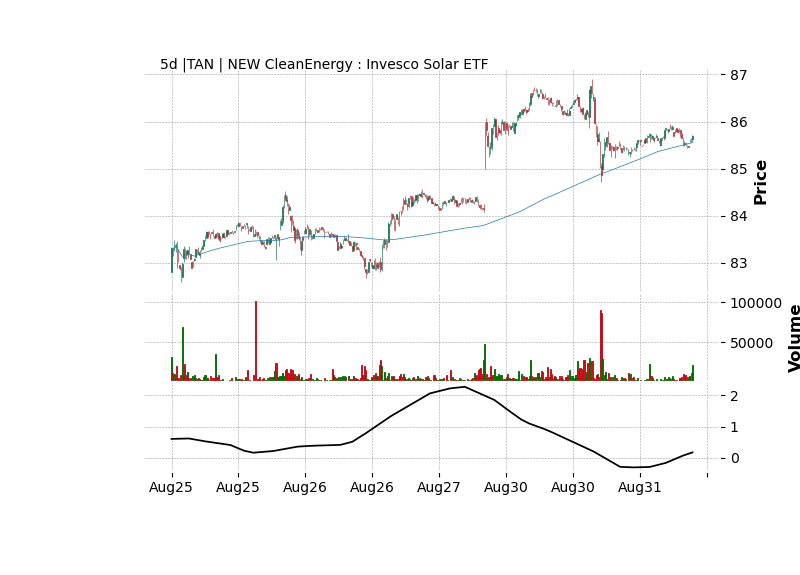 5d |TAN | NEW CleanEnergy : Invesco Solar ETF
87
86
85
84
83
Price
100000
50000
Volume
2
1
0
Aug25 Aug25 Aug26 Aug26 Aug27 Aug30 Aug30 Aug31